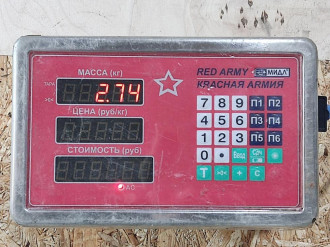 МАССА (кг)
2.74
ЦЕНА (руб/кг)
СТОИМОСТЬ (руб)
AC
RED ARMY МИДЛ
КРАСНАЯ АРМИЯ
7 8 9 П1 П2
4 5 6 П3 П4
1 2 3 П5 П6
0 •
T + C